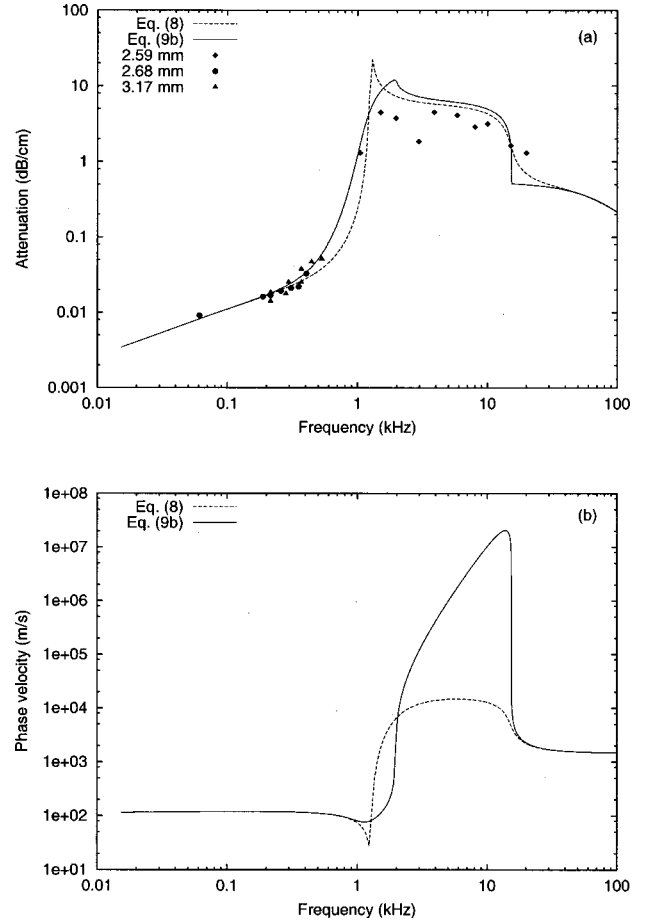 100
10
1
0.1
0.01
0.001
Attenuation (dB/cm)
Eq. (8)
Eq. (9b)
2.59 mm
2.68 mm
3.17 mm
(a)
0.01 0.1 1 10 100
Frequency (kHz)
1e+08
1e+07
1e+06
1e+05
1e+04
1e+03
1e+02
1e+01
Phase velocity (m/s)
Eq. (8)
Eq. (9b)
(b)
0.01 0.1 1 10 100
Frequency (kHz)